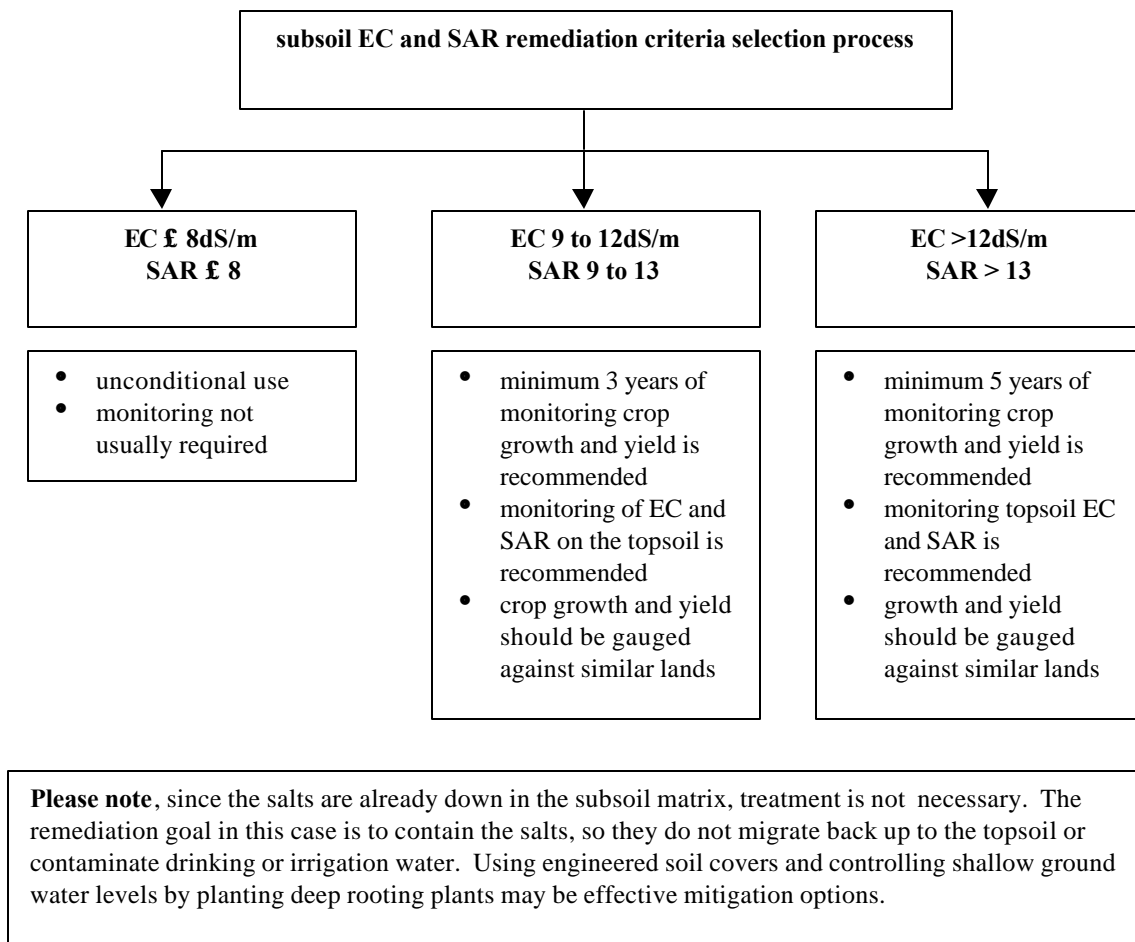 subsoil EC and SAR remediation criteria selection process
EC £ 8dS/m
SAR £ 8
• unconditional use
• monitoring not
usually required
EC 9 to 12dS/m
SAR 9 to 13
• minimum 3 years of
monitoring crop
growth and yield is
recommended
• monitoring of EC and
SAR on the topsoil is
recommended
• crop growth and yield
should be gauged
against similar lands
EC >12dS/m
SAR > 13
• minimum 5 years of
monitoring crop
growth and yield is
recommended
• monitoring topsoil EC
and SAR is
recommended
• growth and yield
should be gauged
against similar lands
Please note, since the salts are already down in the subsoil matrix, treatment is not necessary. The
remediation goal in this case is to contain the salts, so they do not migrate back up to the topsoil or
contaminate drinking or irrigation water. Using engineered soil covers and controlling shallow ground
water levels by planting deep rooting plants may be effective mitigation options.